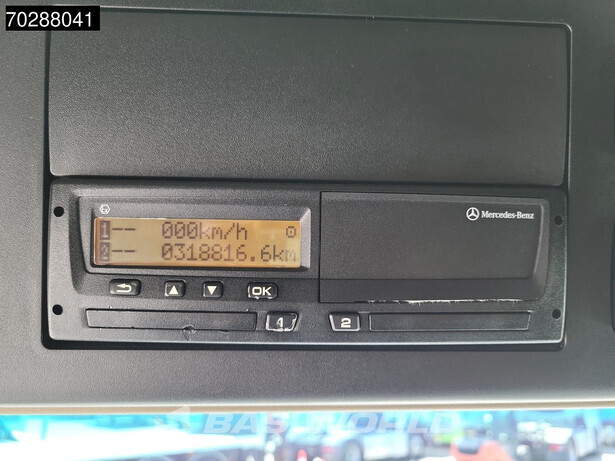 70288041
Mercedes-Benz
1 -- 000km/h
2 -- 0318816.6km
OK
1
2
BAS WORLD